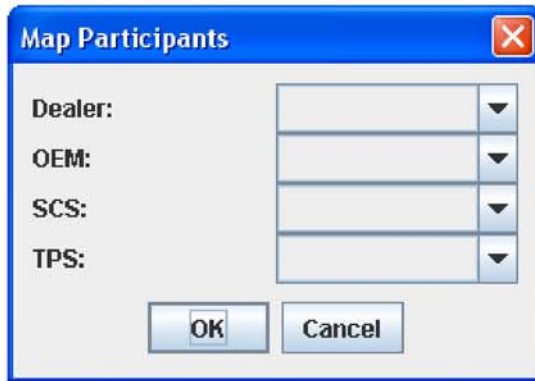 Map Participants
Dealer:
OEM:
SCS:
TPS:
OK Cancel